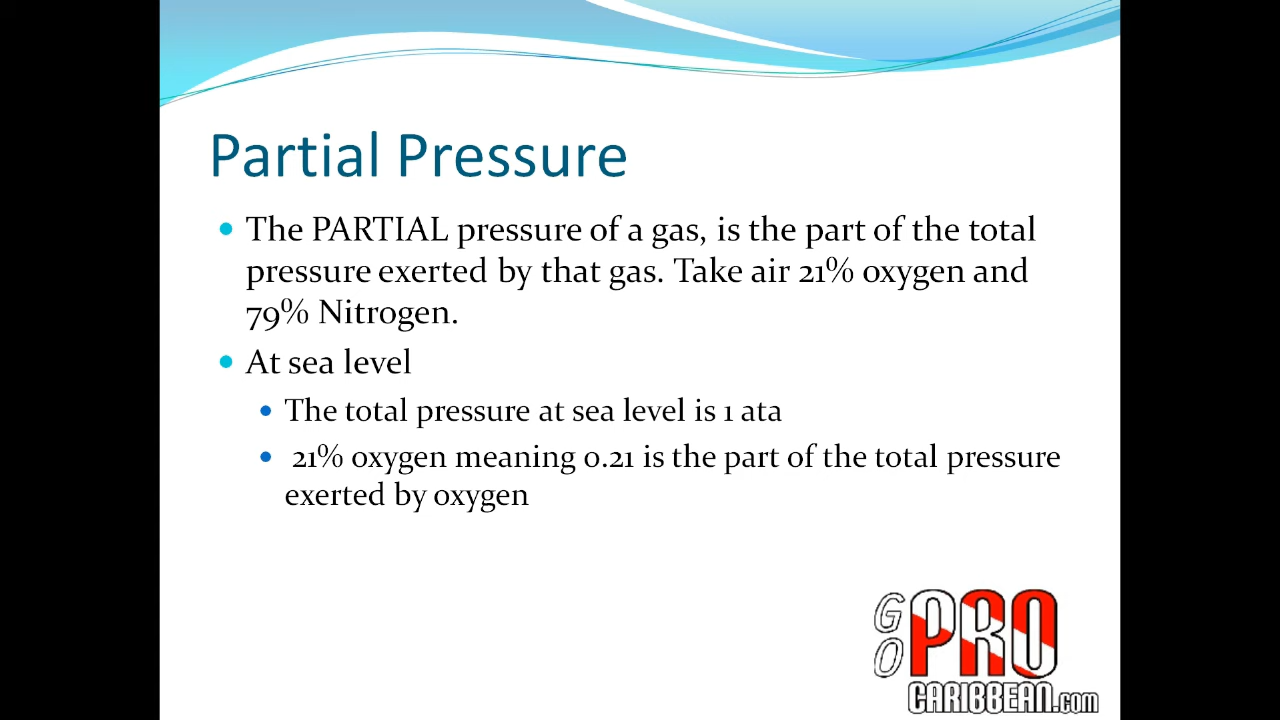 Partial Pressure
The PARTIAL pressure of a gas, is the part of the total
pressure exerted by that gas. Take air 21% oxygen and
79% Nitrogen.
At sea level
The total pressure at sea level is 1 ata
21% oxygen meaning 0.21 is the part of the total pressure
exerted by oxygen
GO PRO
CARIBBEAN.com